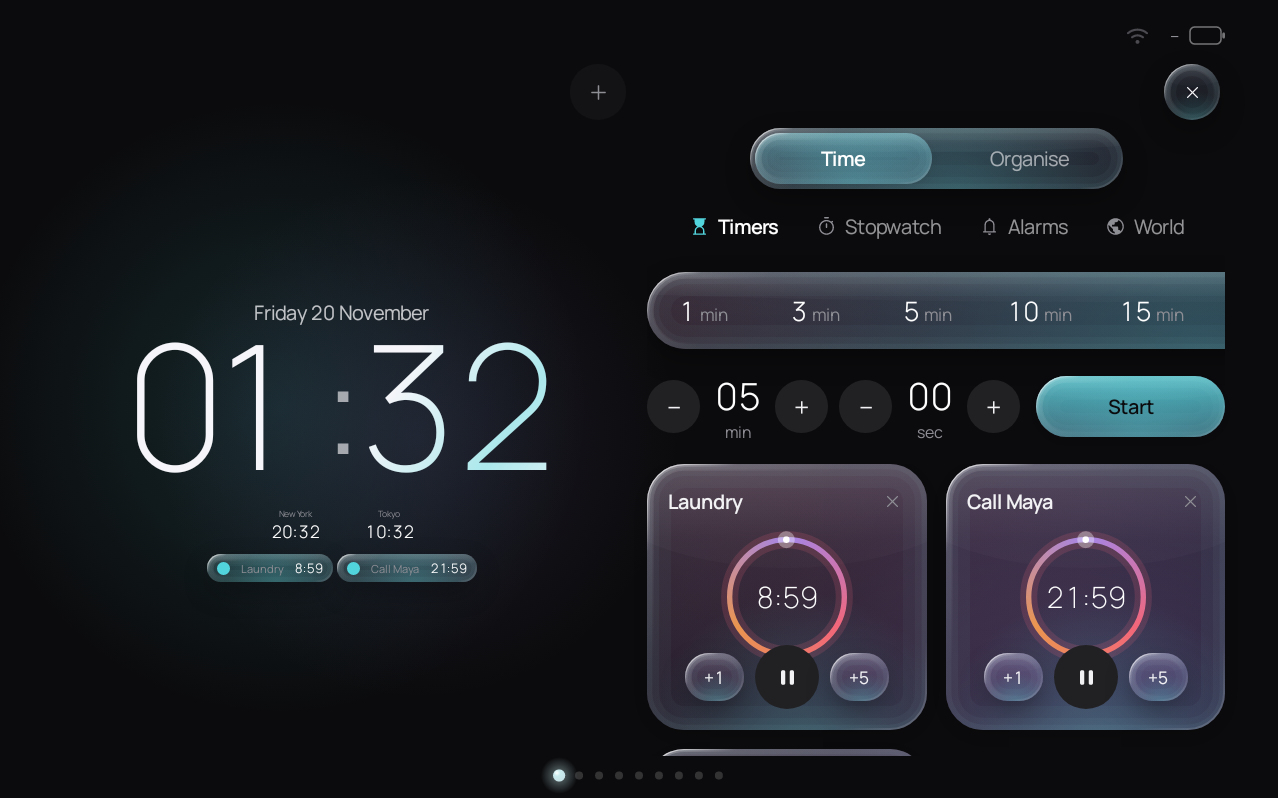 Time Organise
Timers Stopwatch Alarms World
1 min 3 min 5 min 10 min 15 min
Friday 20 November
01:32
− 05 + − 00 + Start
min sec
Laundry
Call Maya
New York Tokyo
20:32 10:32
Laundry 8:59 Call Maya 21:59
8:59
21:59
+1 +5
+1 +5